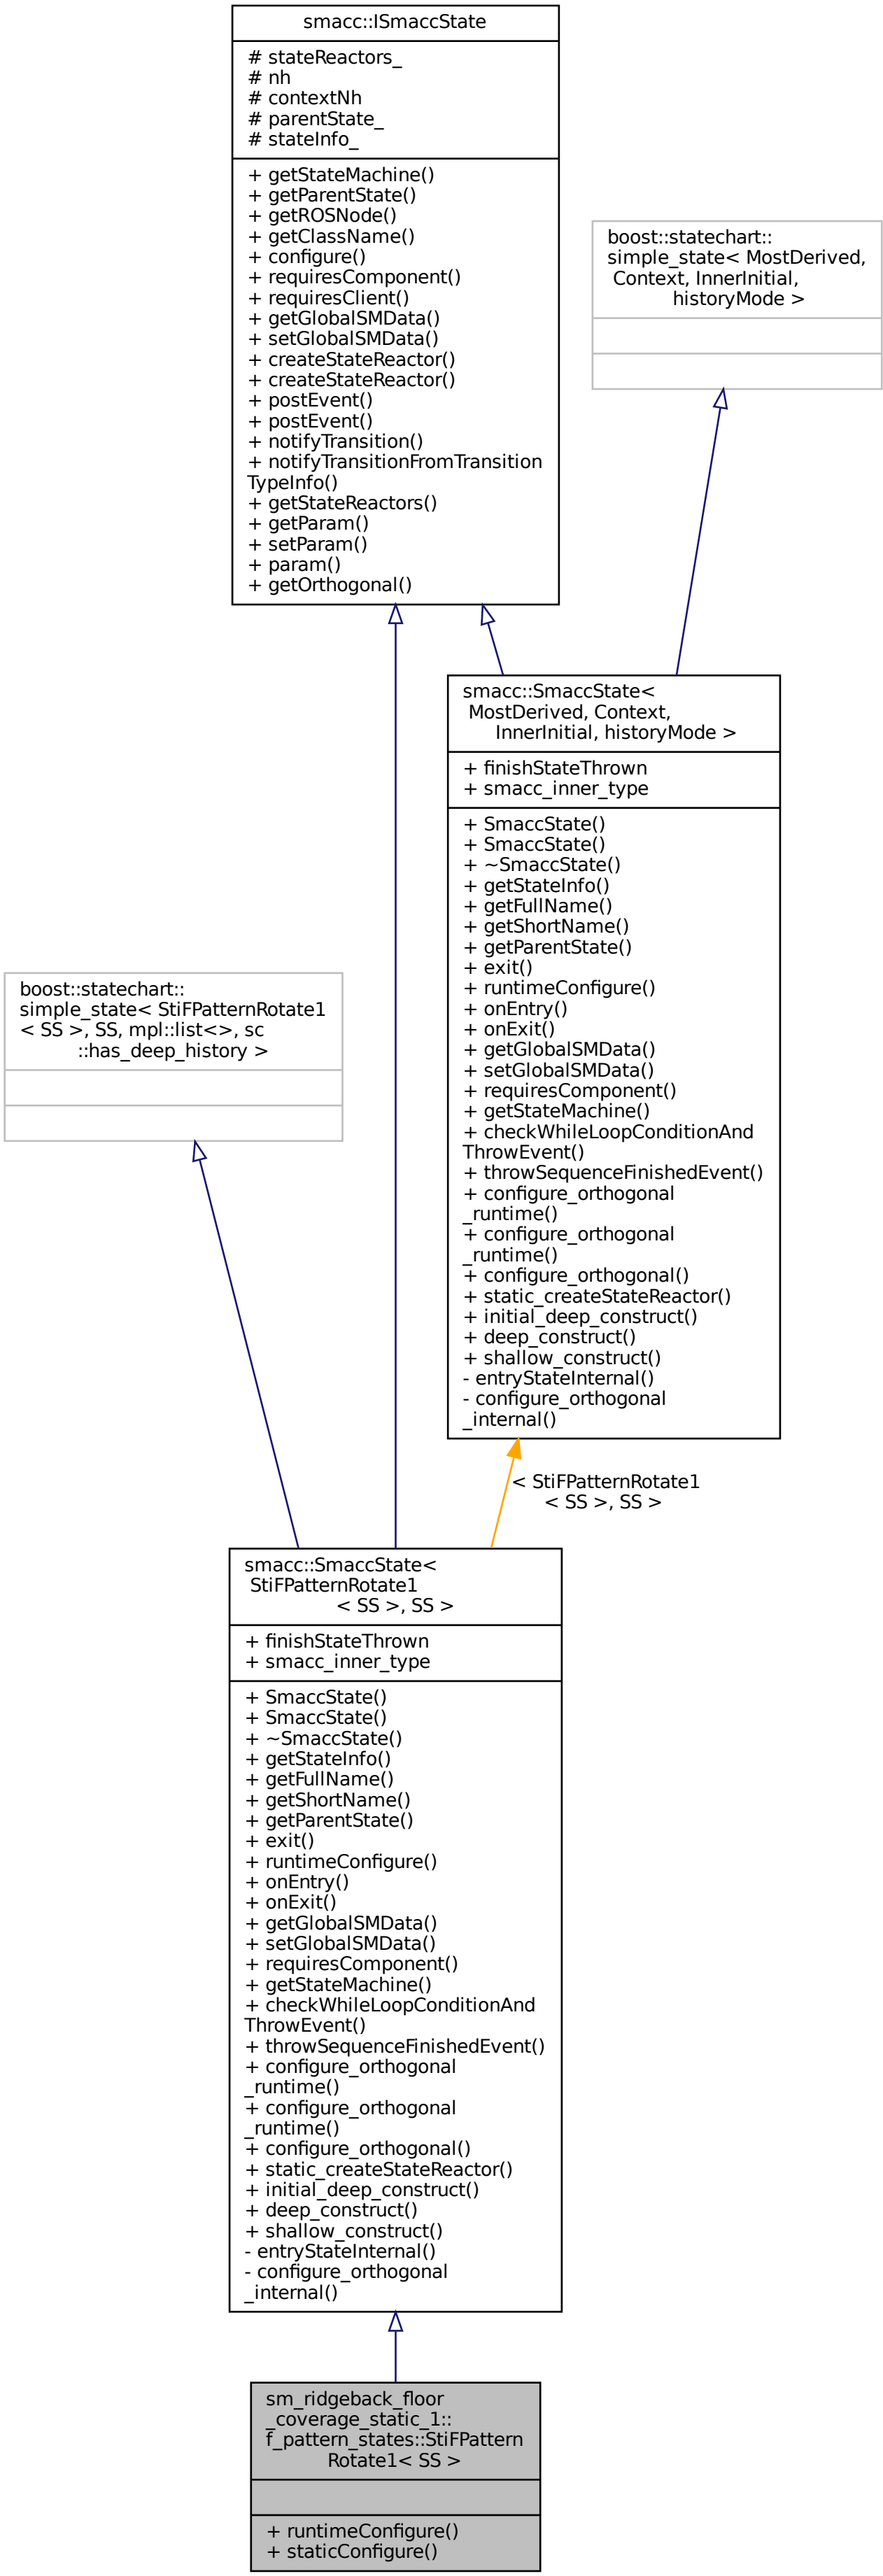 smacc::ISmaccState
# stateReactors_
# nh
# contextNh
# parentState_
# stateInfo_
+ getStateMachine()
+ getParentState()
+ getROSNode()
+ getClassName()
+ configure()
+ requiresComponent()
+ requiresClient()
+ getGlobalSMData()
+ setGlobalSMData()
+ createStateReactor()
+ createStateReactor()
+ postEvent()
+ postEvent()
+ notifyTransition()
+ notifyTransitionFromTransition
TypeInfo()
+ getStateReactors()
+ getParam()
+ setParam()
+ param()
+ getOrthogonal()
boost::statechart::
simple_state< MostDerived,
Context, InnerInitial,
historyMode >
smacc::SmaccState<
MostDerived, Context,
InnerInitial, historyMode >
+ finishStateThrown
+ smacc_inner_type
+ SmaccState()
+ SmaccState()
+ ~SmaccState()
+ getStateInfo()
+ getFullName()
+ getShortName()
+ getParentState()
+ exit()
+ runtimeConfigure()
+ onEntry()
+ onExit()
+ getGlobalSMData()
+ setGlobalSMData()
+ requiresComponent()
+ getStateMachine()
+ checkWhileLoopConditionAnd
ThrowEvent()
+ throwSequenceFinishedEvent()
+ configure_orthogonal
_runtime()
+ configure_orthogonal
_runtime()
+ configure_orthogonal()
+ static_createStateReactor()
+ initial_deep_construct()
+ deep_construct()
+ shallow_construct()
- entryStateInternal()
- configure_orthogonal
_internal()
boost::statechart::
simple_state< StiFPatternRotate1
< SS >, SS, mpl::list<>, sc
::has_deep_history >
< StiFPatternRotate1
< SS >, SS >
smacc::SmaccState<
StiFPatternRotate1
< SS >, SS >
+ finishStateThrown
+ smacc_inner_type
+ SmaccState()
+ SmaccState()
+ ~SmaccState()
+ getStateInfo()
+ getFullName()
+ getShortName()
+ getParentState()
+ exit()
+ runtimeConfigure()
+ onEntry()
+ onExit()
+ getGlobalSMData()
+ setGlobalSMData()
+ requiresComponent()
+ getStateMachine()
+ checkWhileLoopConditionAnd
ThrowEvent()
+ throwSequenceFinishedEvent()
+ configure_orthogonal
_runtime()
+ configure_orthogonal
_runtime()
+ configure_orthogonal()
+ static_createStateReactor()
+ initial_deep_construct()
+ deep_construct()
+ shallow_construct()
- entryStateInternal()
- configure_orthogonal
_internal()
sm_ridgeback_floor
_coverage_static_1::
f_pattern_states::StiFPattern
Rotate1< SS >
+ runtimeConfigure()
+ staticConfigure()